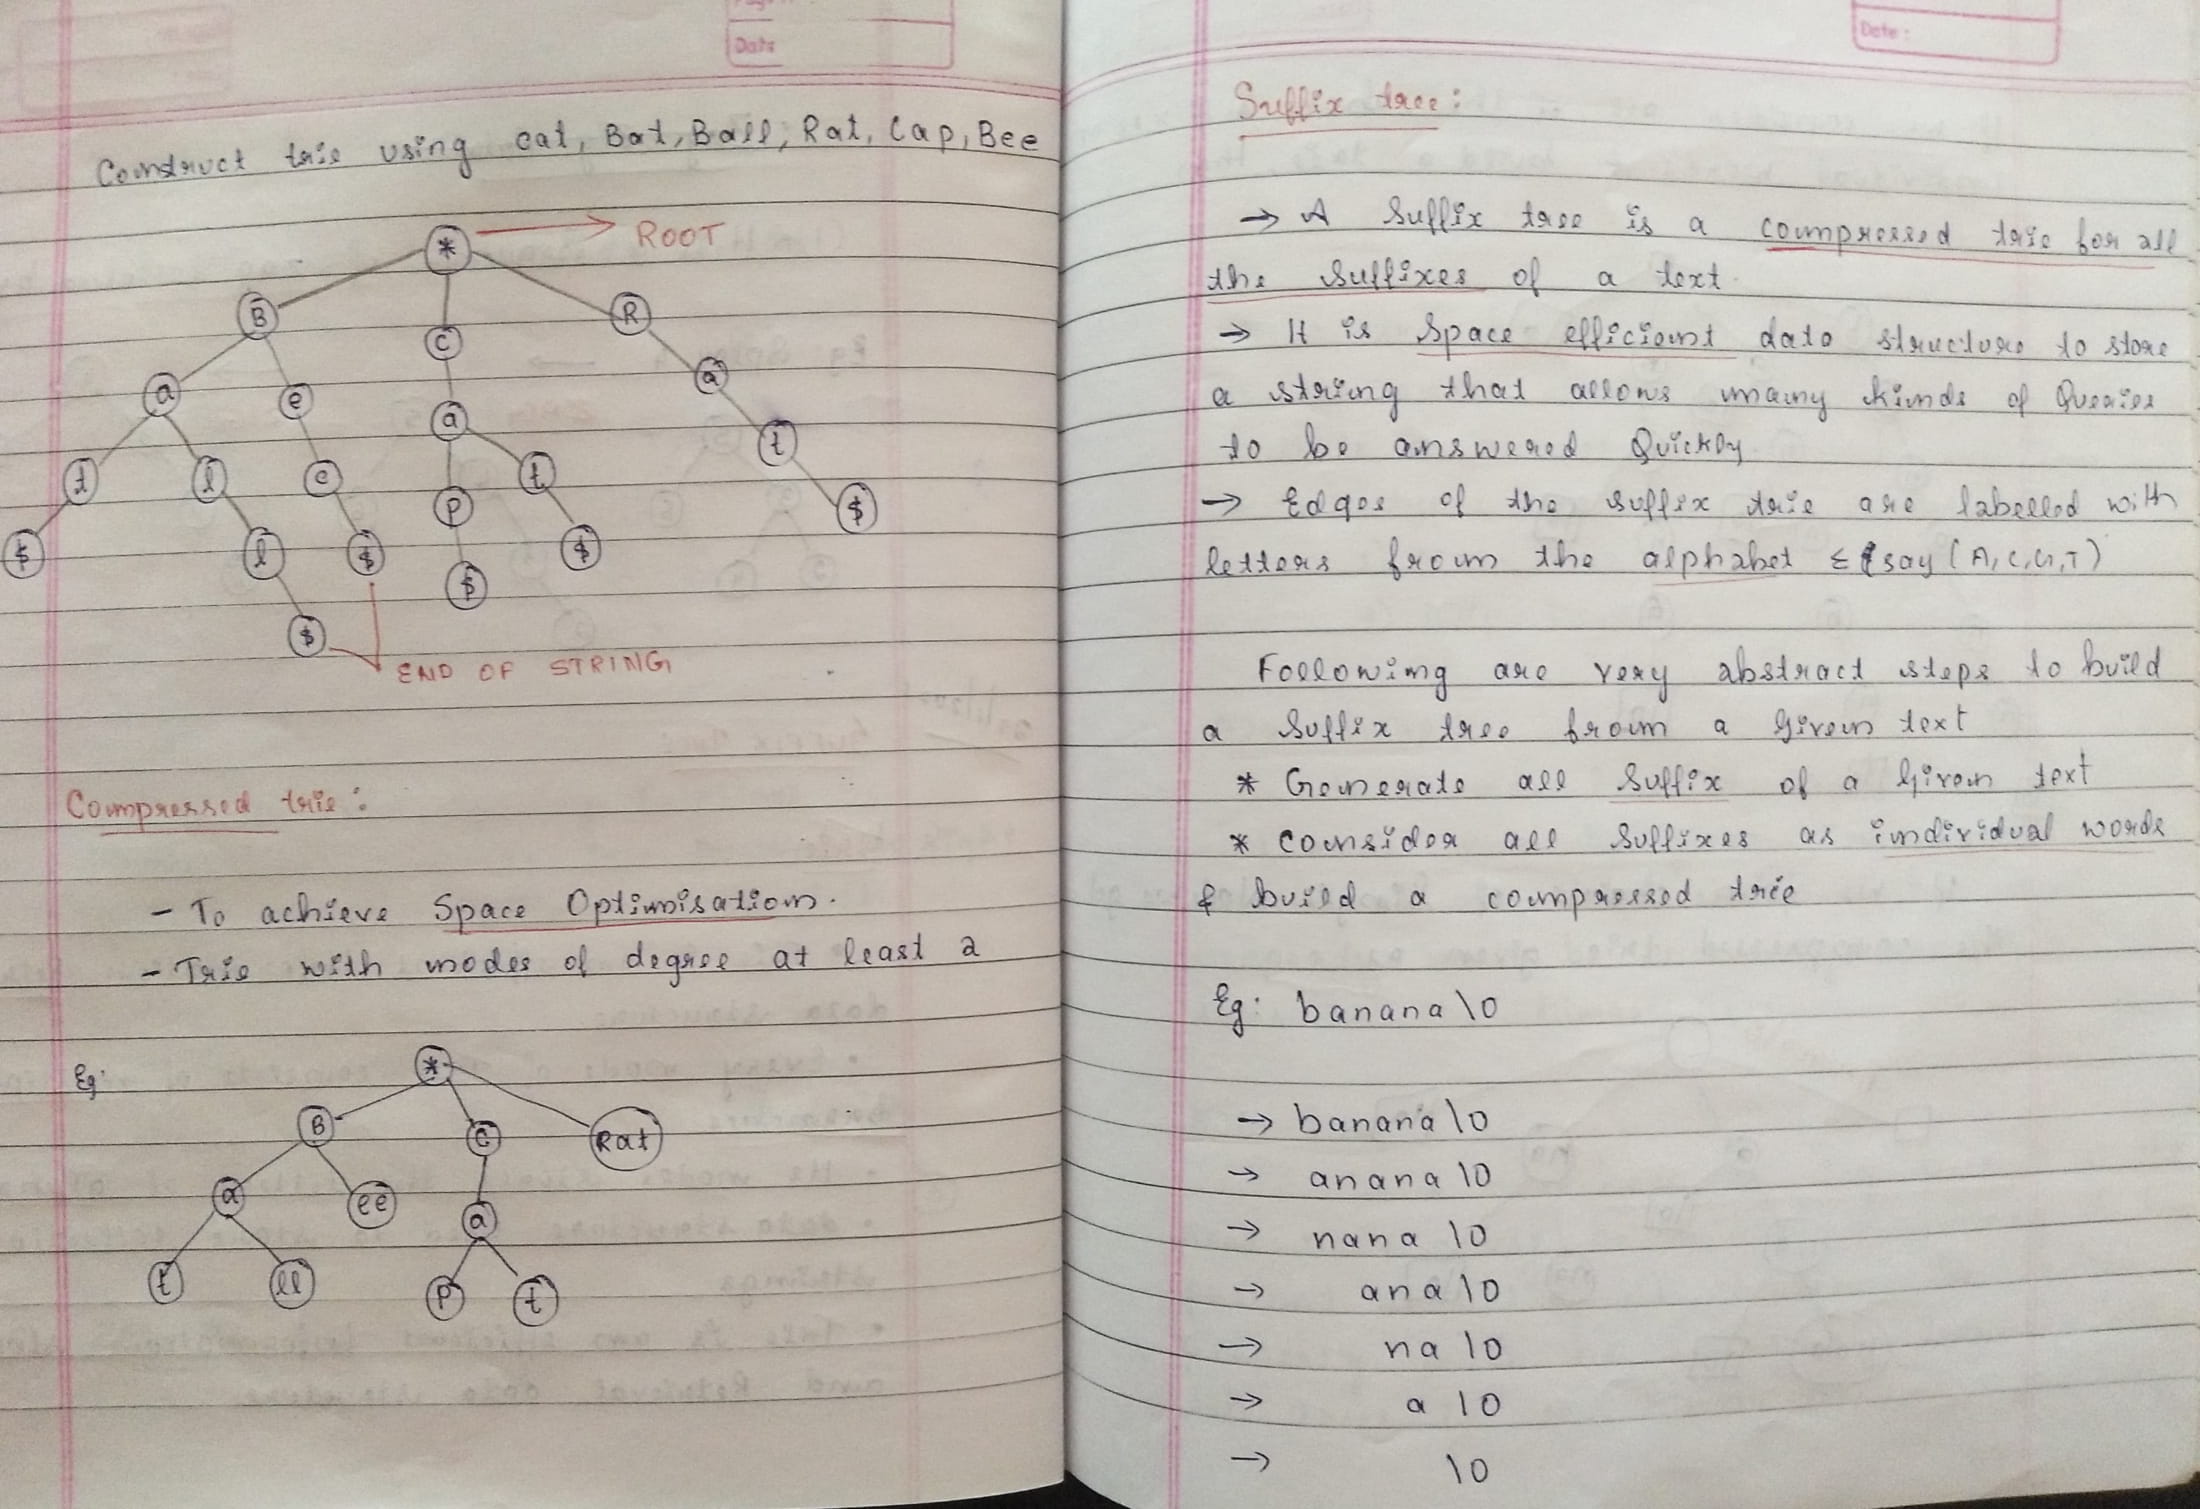 Date
Construct trie using cat, Bat, Ball, Rat, Cap, Bee
* ROOT
B C R
a e a a
t l e P t t
$ l $ $ $ $
$
END OF STRING
Compressed trie:
- To achieve Space Optimisation.
- Trie with nodes of degree at least 2
Eg:
*
B C Rat
a ee a
t ll P t
Date :
Suffix tree:
→ A Suffix tree is a compressed trie for all
the Suffixes of a text.
→ It is Space efficient data structure to store
a string that allows many kinds of Queries
to be answered Quickly
→ Edges of the suffix trie are labelled with
letters from the alphabet Σ (say (A, C, G, T)
Following are very abstract steps to build
a Suffix tree from a Given text
* Generate all Suffix of a Given text
* Consider all Suffixes as individual words
& build a compressed trie
Eg: banana\0
→ banana\0
→ anana\0
→ nana\0
→ ana\0
→ na\0
→ a\0
→ \0